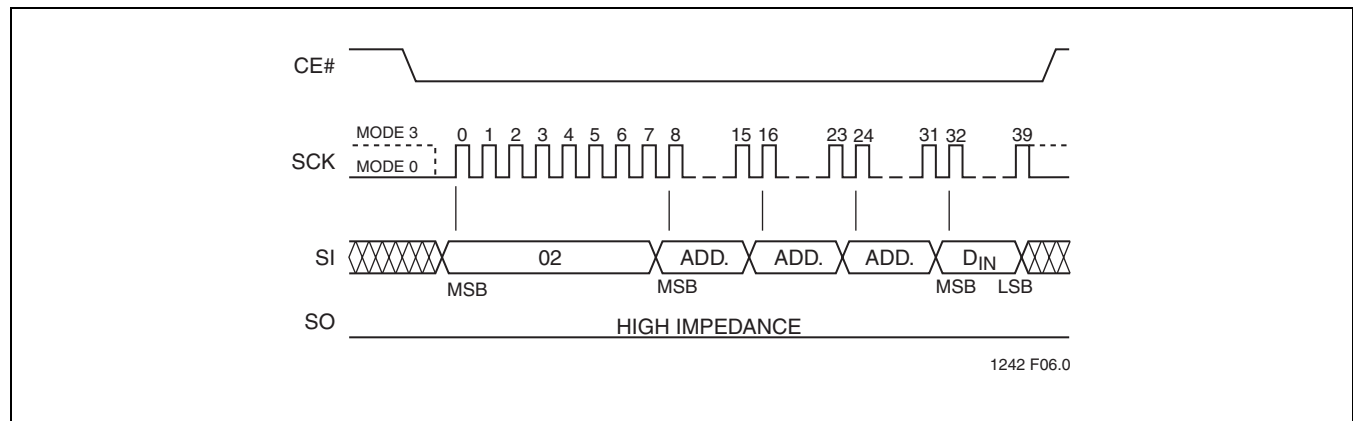 CE#
MODE 3
SCK
MODE 0
0 1 2 3 4 5 6 7 8 15 16 23 24 31 32 39
SI
02 ADD. ADD. ADD. DIN
MSB MSB MSB LSB
SO
HIGH IMPEDANCE
1242 F06.0